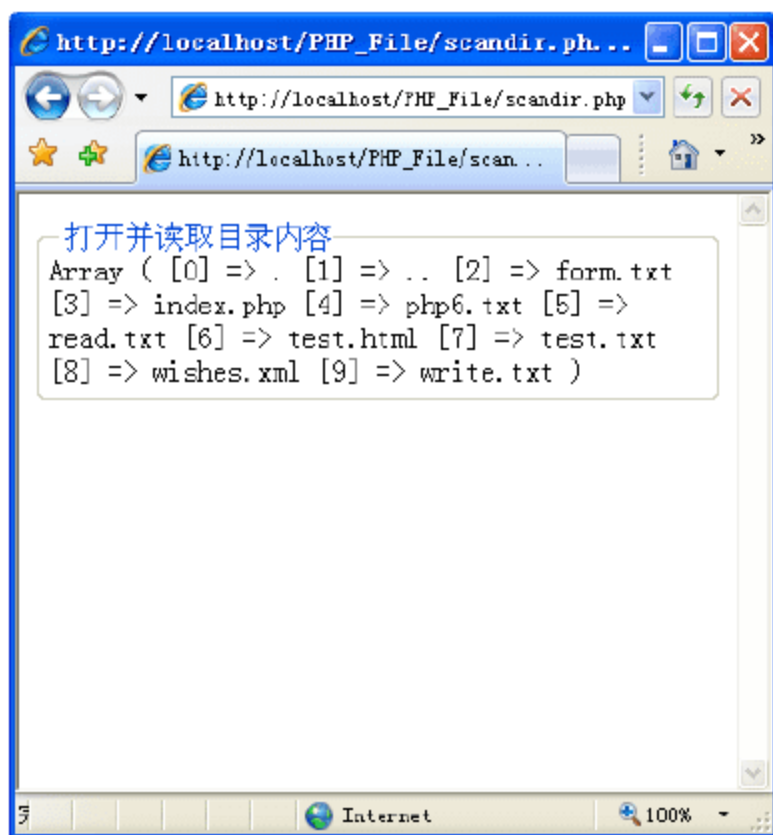 http://localhost/PHP_File/scandir.ph...
http://localhost/PHP_File/scandir.php
http://localhost/PHP_File/scan...
打开并读取目录内容
Array ( [0] => . [1] => .. [2] => form.txt
[3] => index.php [4] => php6.txt [5] =>
read.txt [6] => test.html [7] => test.txt
[8] => wishes.xml [9] => write.txt )
Internet
100%